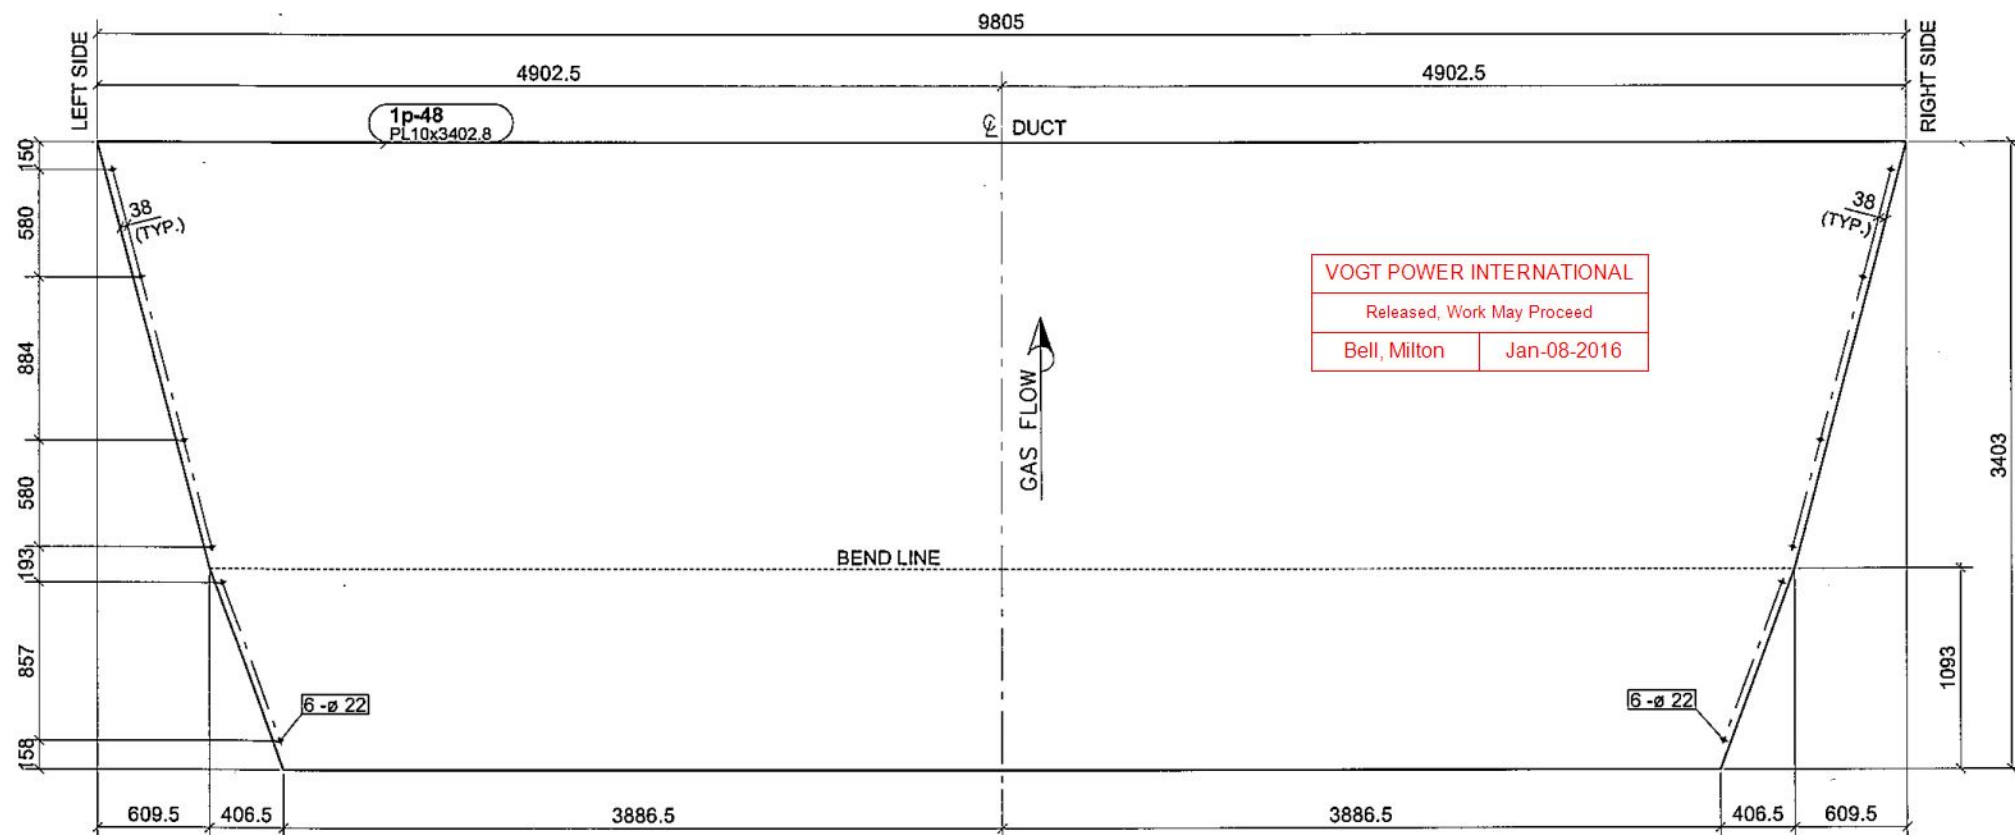 9805
4902.5
4902.5
LEFT SIDE
RIGHT SIDE
1p-48
PL10x3402.8
℄ DUCT
150
580
884
580
193
857
158
38
(TYP.)
38
(TYP.)
VOGT POWER INTERNATIONAL
Released, Work May Proceed
Bell, Milton
Jan-08-2016
GAS FLOW
BEND LINE
3403
1093
6 -ø 22
6 -ø 22
609.5
406.5
3886.5
3886.5
406.5
609.5